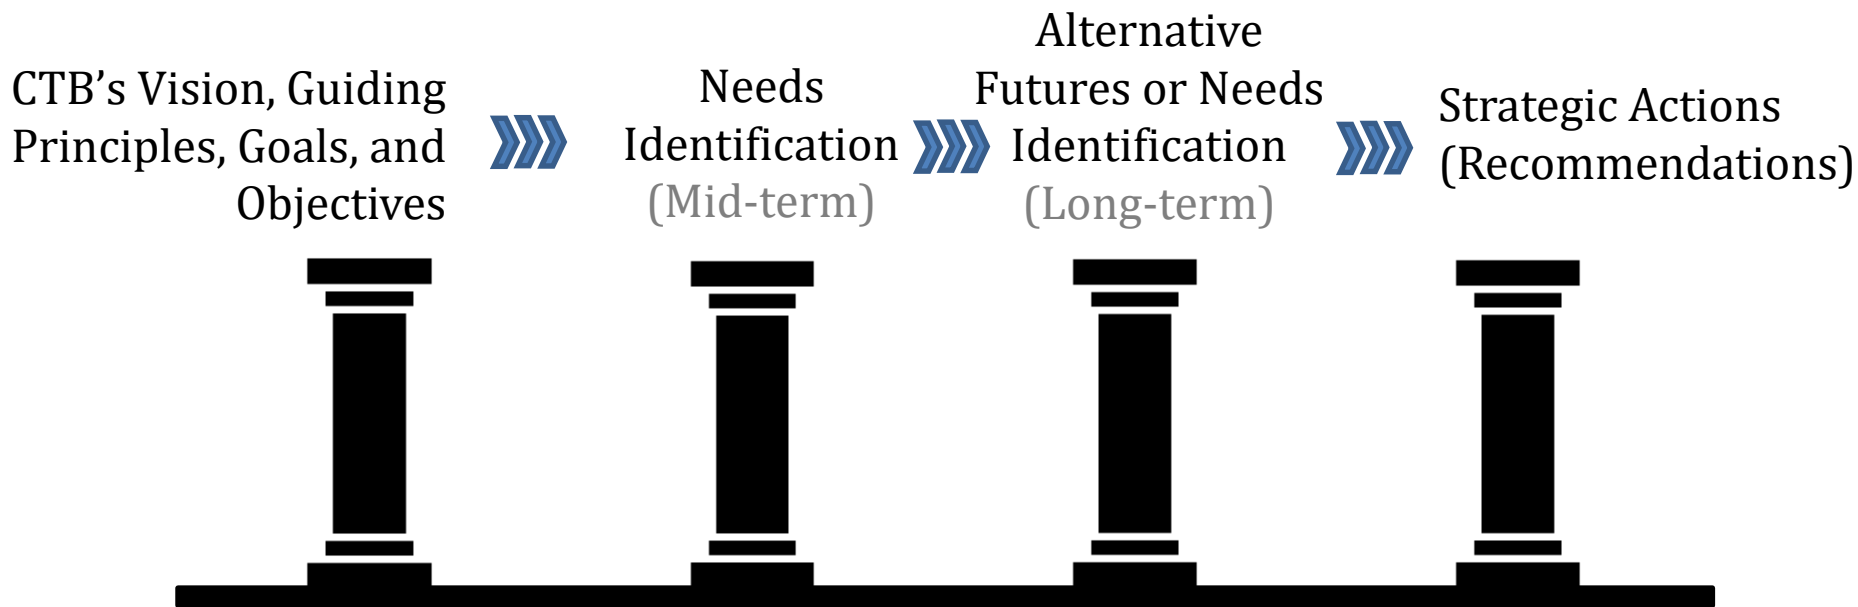 CTB’s Vision, Guiding
Principles, Goals, and
Objectives
Needs
Identification
(Mid-term)
Alternative
Futures or Needs
Identification
(Long-term)
Strategic Actions
(Recommendations)